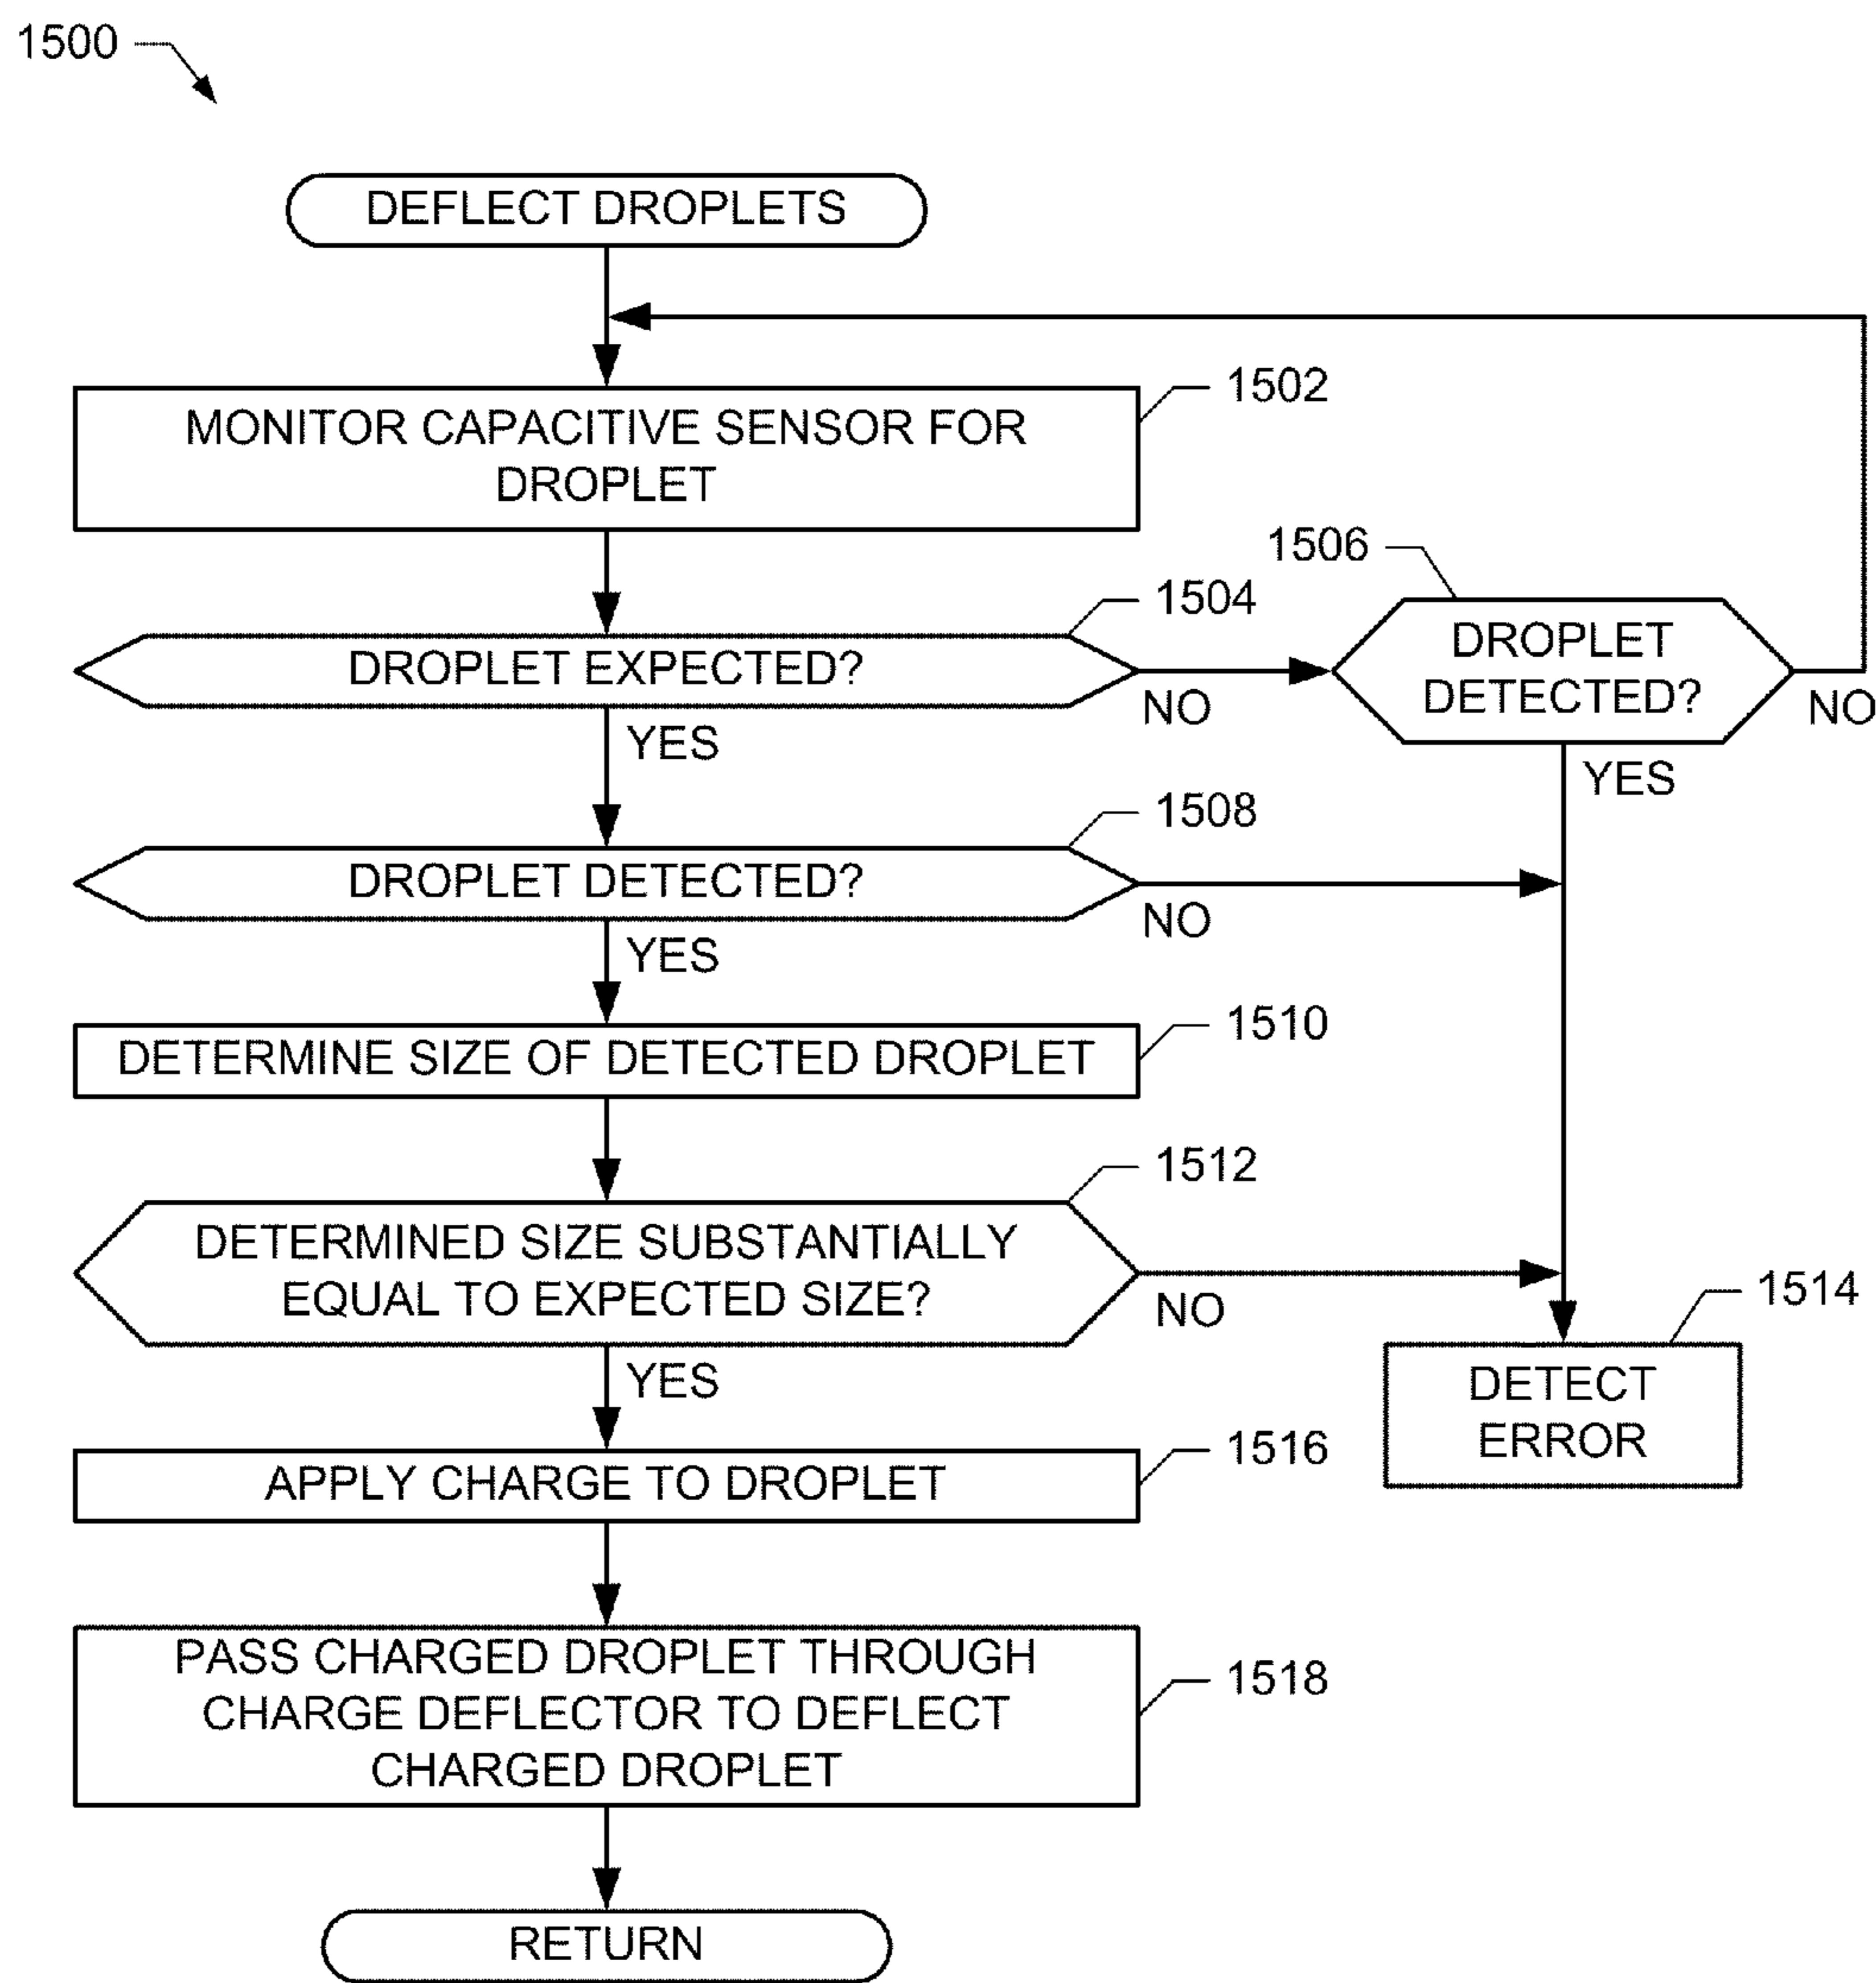 1500
DEFLECT DROPLETS
1502
MONITOR CAPACITIVE SENSOR FOR
DROPLET
1504
DROPLET EXPECTED?
NO
YES
1506
DROPLET
DETECTED?
NO
YES
1508
DROPLET DETECTED?
NO
YES
1510
DETERMINE SIZE OF DETECTED DROPLET
1512
DETERMINED SIZE SUBSTANTIALLY
EQUAL TO EXPECTED SIZE?
NO
YES
1514
DETECT
ERROR
1516
APPLY CHARGE TO DROPLET
1518
PASS CHARGED DROPLET THROUGH
CHARGE DEFLECTOR TO DEFLECT
CHARGED DROPLET
RETURN